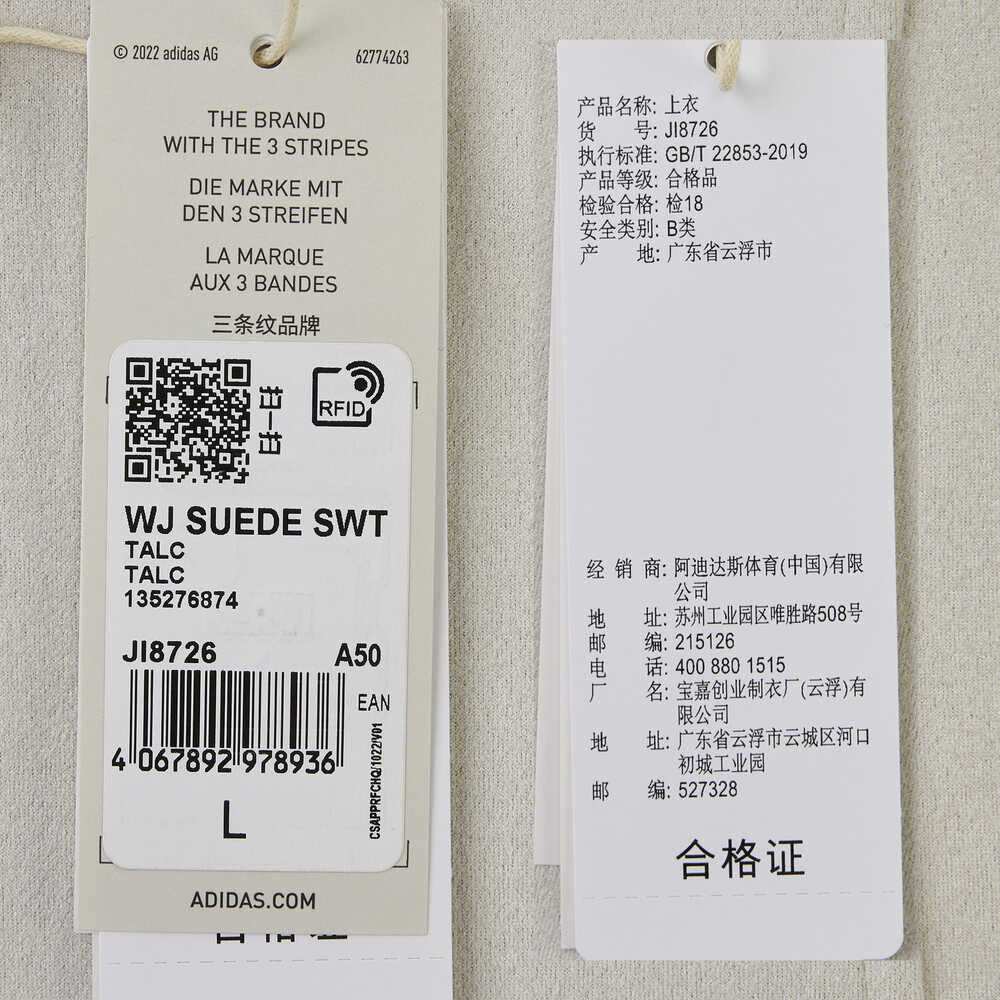 © 2022 adidas AG 62774263
THE BRAND
WITH THE 3 STRIPES
DIE MARKE MIT
DEN 3 STREIFEN
LA MARQUE
AUX 3 BANDES
三条纹品牌
扫一扫
RFID
WJ SUEDE SWT
TALC
TALC
135276874
JI8726 A50
EAN
4 067892 978936
CSAPPRFCHQ/1022/V01
L
ADIDAS.COM
合格证
产品名称: 上衣
货 号: JI8726
执行标准: GB/T 22853-2019
产品等级: 合格品
检验合格: 检18
安全类别: B类
产 地: 广东省云浮市
经 销 商: 阿迪达斯体育(中国)有限
公司
地 址: 苏州工业园区唯胜路508号
邮 编: 215126
电 话: 400 880 1515
厂 名: 宝嘉创业制衣厂(云浮)有
限公司
地 址: 广东省云浮市云城区河口
初城工业园
邮 编: 527328
合格证